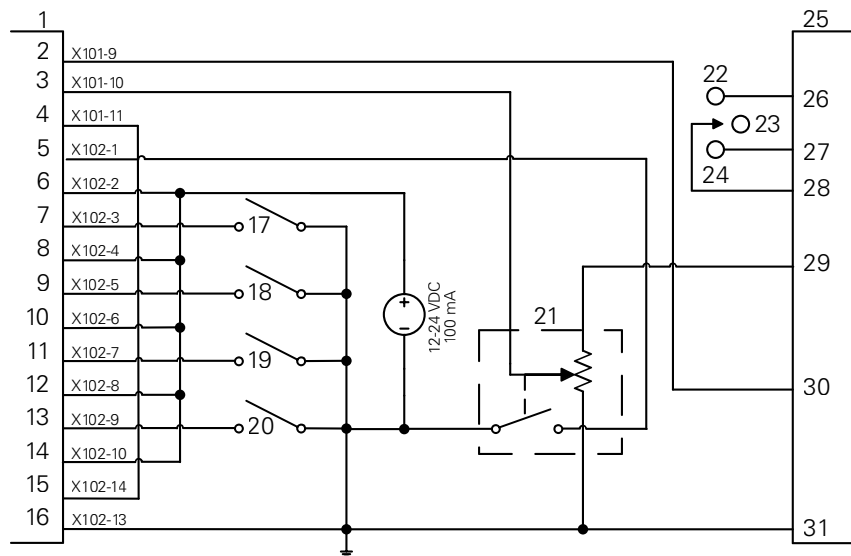 1
2 X101-9
3 X101-10
4 X101-11
5 X102-1
6 X102-2
7 X102-3
8 X102-4
9 X102-5
10 X102-6
11 X102-7
12 X102-8
13 X102-9
14 X102-10
15 X102-14
16 X102-13
17
18
19
20
+
–
12-24 VDC
100 mA
21
22
23
24
25
26
27
28
29
30
31